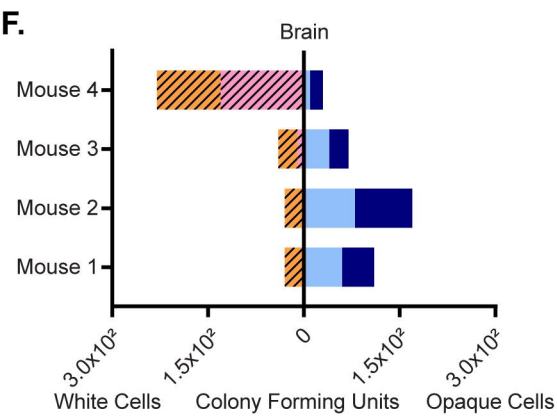 F.
Brain
Mouse 4
Mouse 3
Mouse 2
Mouse 1
3.0x10² 1.5x10² 0 1.5x10² 3.0x10²
White Cells Colony Forming Units Opaque Cells